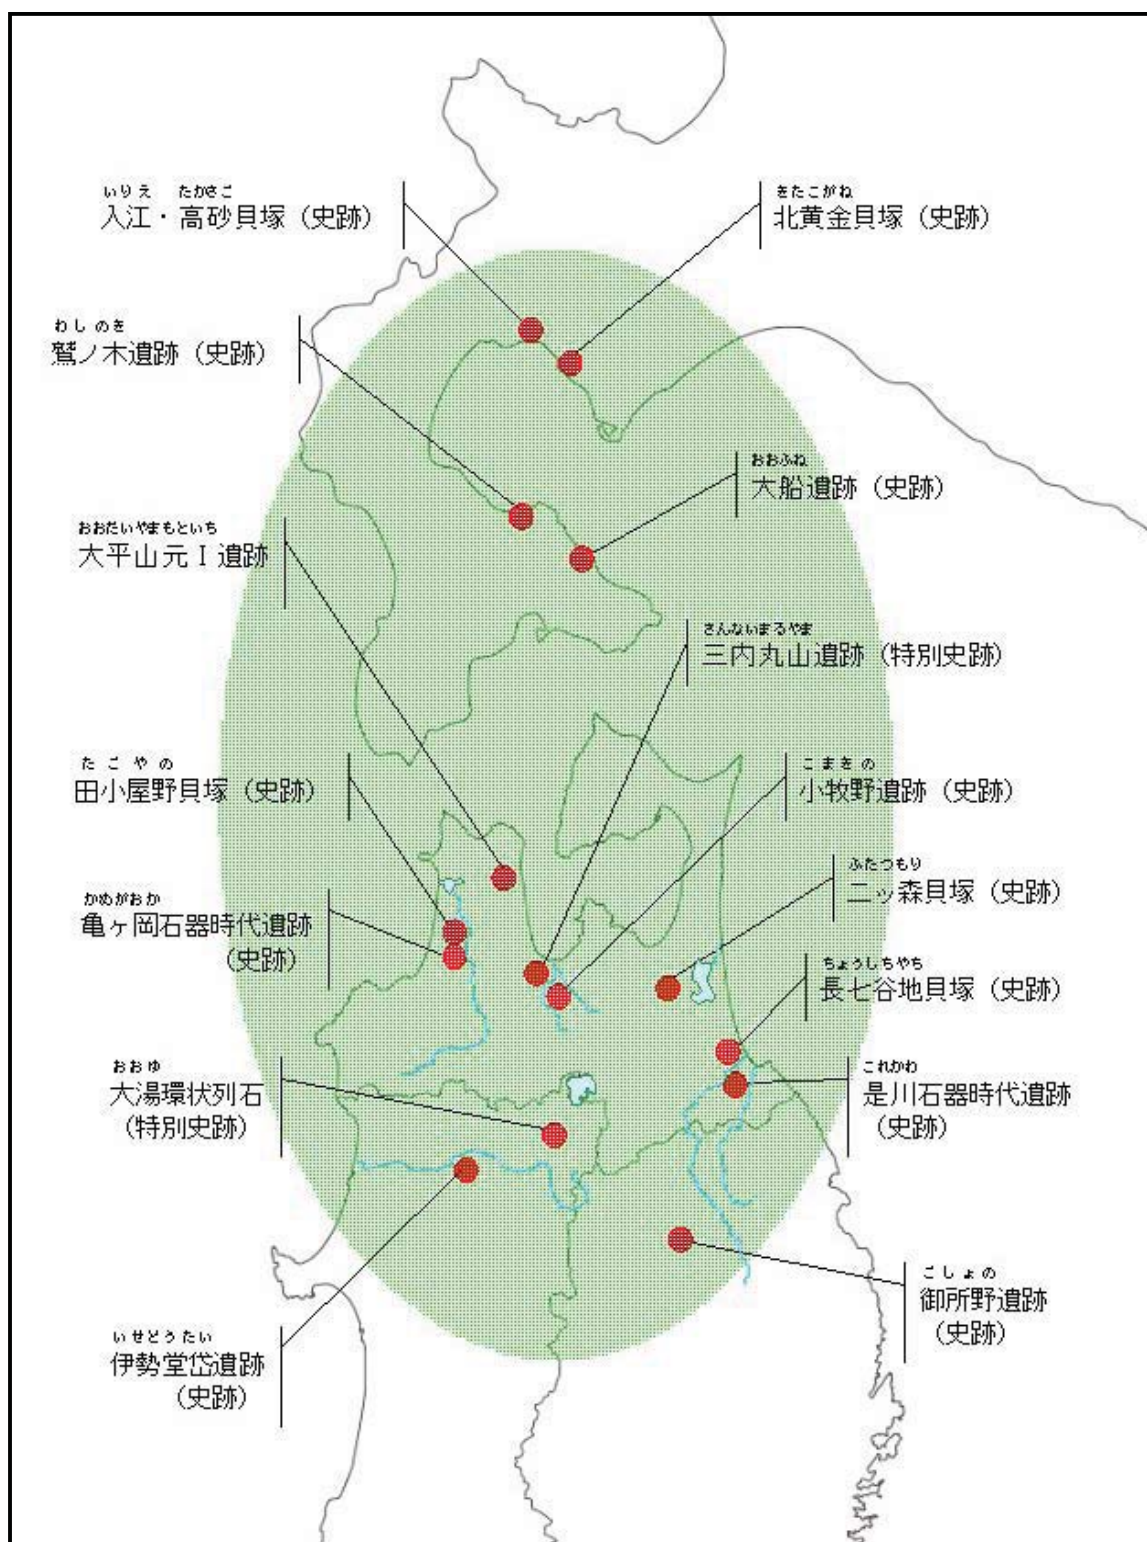 いりえ たかさご
入江・高砂貝塚（史跡）
きたこがね
北黄金貝塚（史跡）
わしのき
鷲ノ木遺跡（史跡）
おおふね
大船遺跡（史跡）
おおだいやまもといち
大平山元Ⅰ遺跡
さんないまるやま
三内丸山遺跡（特別史跡）
たごやの
田小屋野貝塚（史跡）
こまきの
小牧野遺跡（史跡）
ふたつもり
二ッ森貝塚（史跡）
かめがおか
亀ヶ岡石器時代遺跡
（史跡）
ちょうしちやち
長七谷地貝塚（史跡）
おおゆ
大湯環状列石
（特別史跡）
これかわ
是川石器時代遺跡
（史跡）
ごしょの
御所野遺跡
（史跡）
いせどうたい
伊勢堂岱遺跡
（史跡）